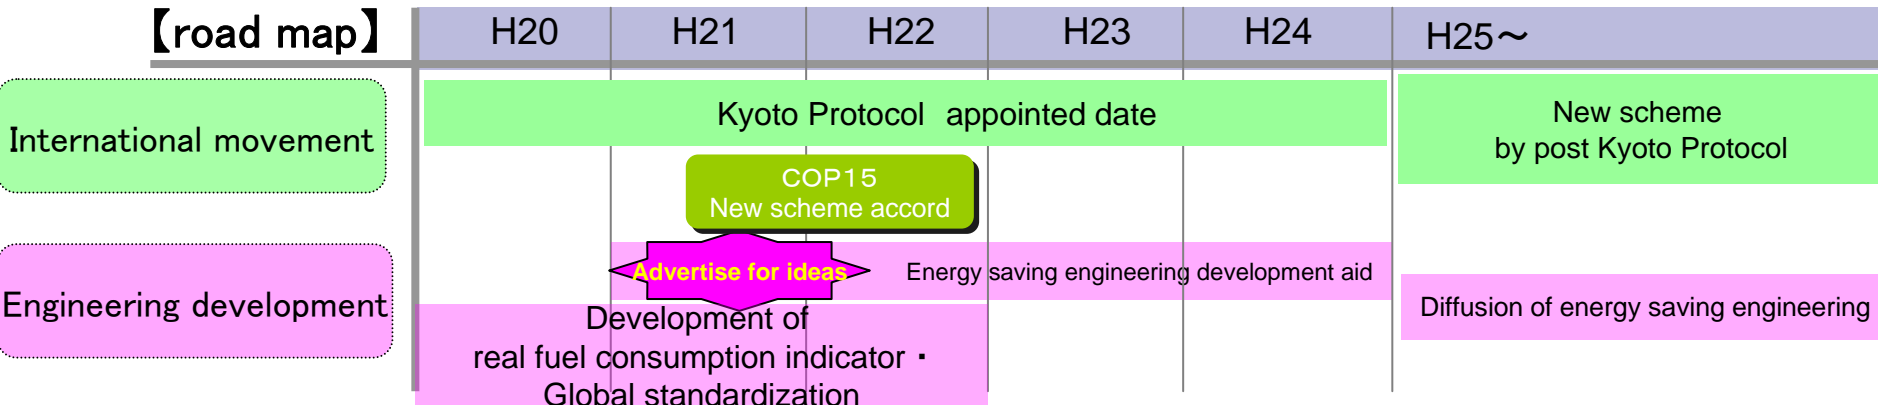 【road map】
H20
H21
H22
H23
H24
H25～
International movement
Kyoto Protocol appointed date
New scheme
by post Kyoto Protocol
COP15
New scheme accord
Engineering development
Advertise for ideas
Energy saving engineering development aid
Diffusion of energy saving engineering
Development of
real fuel consumption indicator・
Global standardization